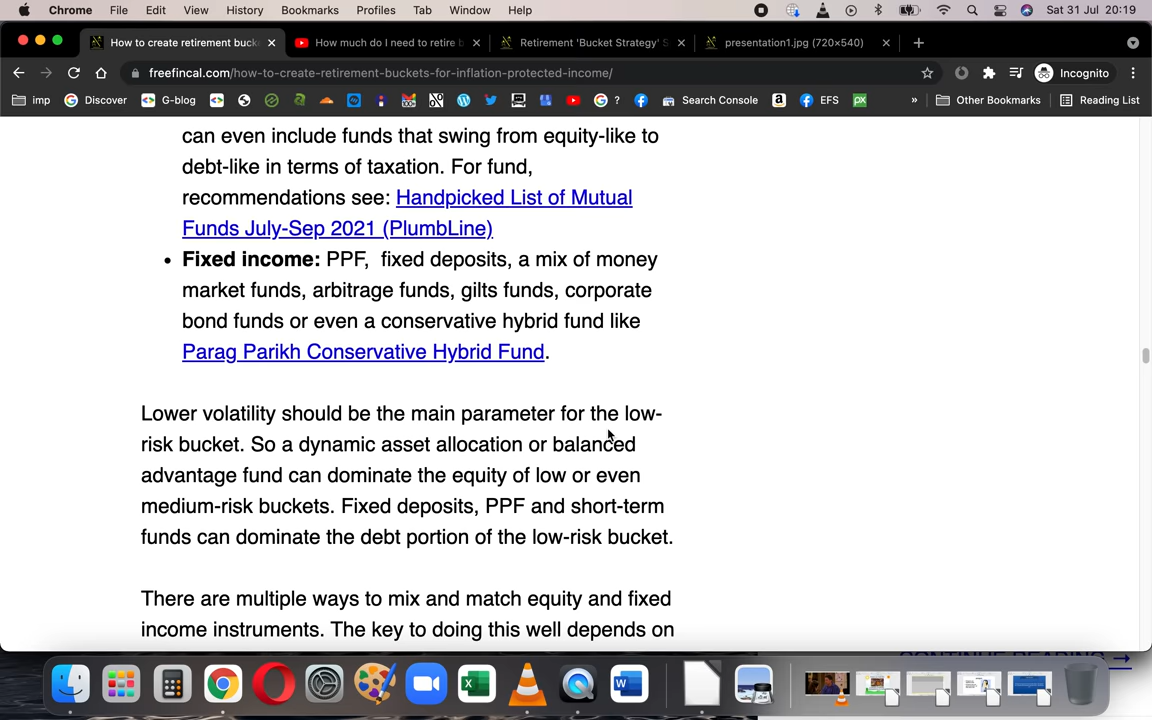 Chrome File Edit View History Bookmarks Profiles Tab Window Help Sat 31 Jul 20:19
How to create retirement buck
How much do I need to retire b
Retirement 'Bucket Strategy' S
presentation1.jpg (720×540)
freefincal.com/how-to-create-retirement-buckets-for-inflation-protected-income/
Incognito
imp Discover G-blog ? Search Console EFS » Other Bookmarks Reading List
can even include funds that swing from equity-like to
debt-like in terms of taxation. For fund,
recommendations see: Handpicked List of Mutual
Funds July-Sep 2021 (PlumbLine)
• Fixed income: PPF, fixed deposits, a mix of money
market funds, arbitrage funds, gilts funds, corporate
bond funds or even a conservative hybrid fund like
Parag Parikh Conservative Hybrid Fund.
Lower volatility should be the main parameter for the low-
risk bucket. So a dynamic asset allocation or balanced
advantage fund can dominate the equity of low or even
medium-risk buckets. Fixed deposits, PPF and short-term
funds can dominate the debt portion of the low-risk bucket.
There are multiple ways to mix and match equity and fixed
income instruments. The key to doing this well depends on